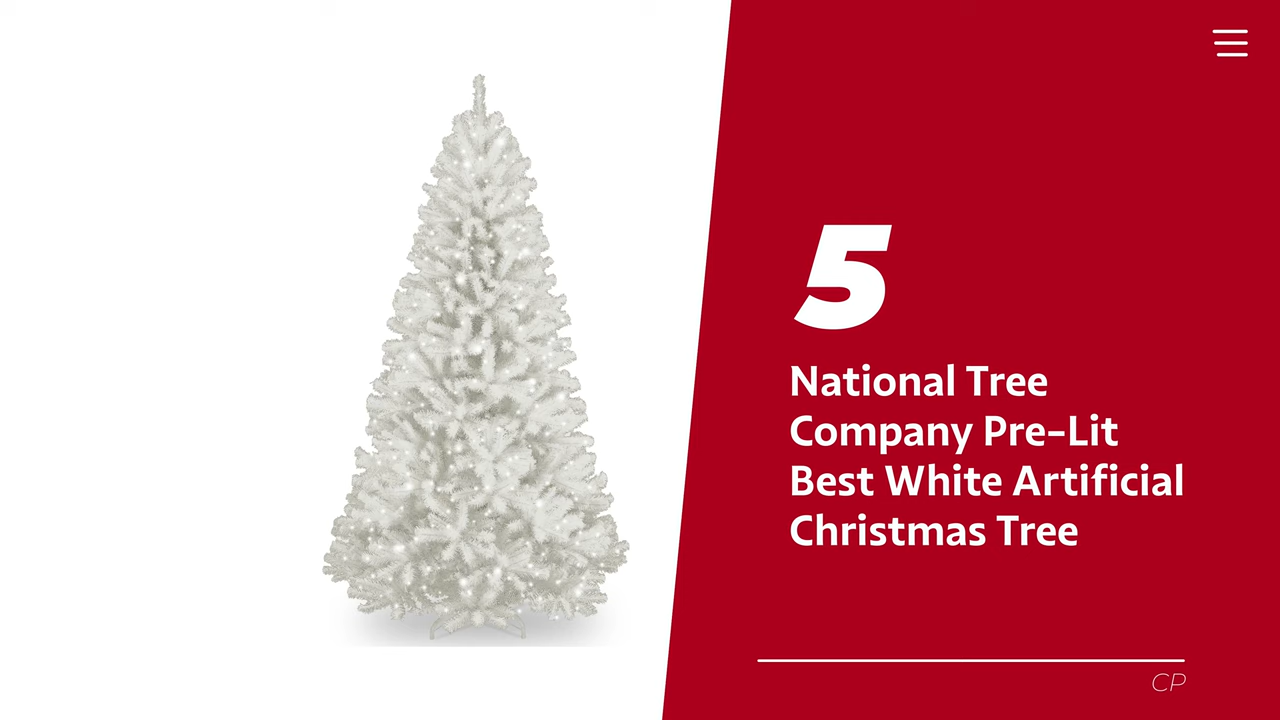 5
National Tree
Company Pre-Lit
Best White Artificial
Christmas Tree
CP